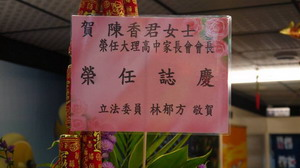 賀 陳香君女士
榮任大理高中家長會會長
榮任誌慶
立法委員 林郁方 敬賀